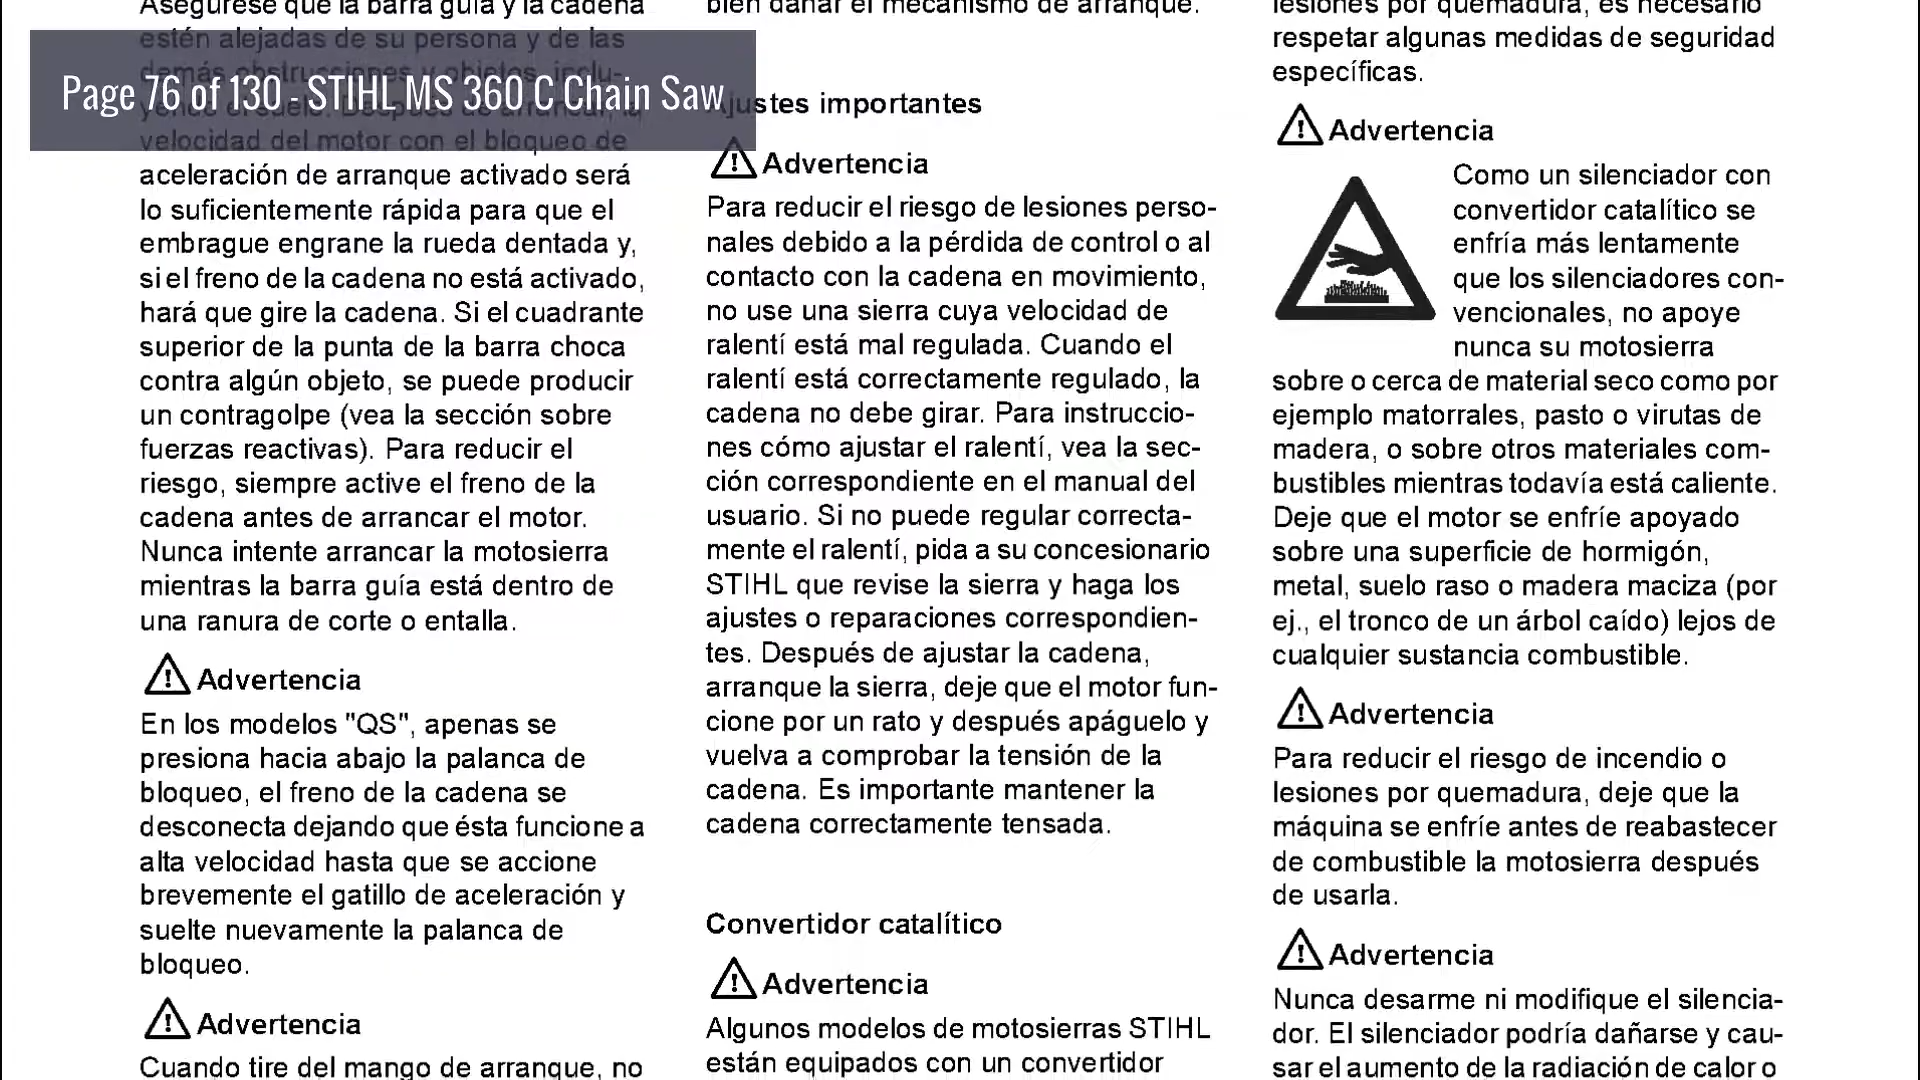 Page 76 of 130 - STIHL MS 360 C Chain Saw
Asegúrese que la barra guía y la cadena
estén alejadas de su persona y de las
demás obstrucciones y objetos, inclu-
yendo el suelo. Después de arrancar, la
velocidad del motor con el bloqueo de
aceleración de arranque activado será
lo suficientemente rápida para que el
embrague engrane la rueda dentada y,
si el freno de la cadena no está activado,
hará que gire la cadena. Si el cuadrante
superior de la punta de la barra choca
contra algún objeto, se puede producir
un contragolpe (vea la sección sobre
fuerzas reactivas). Para reducir el
riesgo, siempre active el freno de la
cadena antes de arrancar el motor.
Nunca intente arrancar la motosierra
mientras la barra guía está dentro de
una ranura de corte o entalla.
Advertencia
En los modelos "QS", apenas se
presiona hacia abajo la palanca de
bloqueo, el freno de la cadena se
desconecta dejando que ésta funcione a
alta velocidad hasta que se accione
brevemente el gatillo de aceleración y
suelte nuevamente la palanca de
bloqueo.
Advertencia
Cuando tire del mango de arranque, no
bien dañar el mecanismo de arranque.
Ajustes importantes
Advertencia
Para reducir el riesgo de lesiones perso-
nales debido a la pérdida de control o al
contacto con la cadena en movimiento,
no use una sierra cuya velocidad de
ralentí está mal regulada. Cuando el
ralentí está correctamente regulado, la
cadena no debe girar. Para instruccio-
nes cómo ajustar el ralentí, vea la sec-
ción correspondiente en el manual del
usuario. Si no puede regular correcta-
mente el ralentí, pida a su concesionario
STIHL que revise la sierra y haga los
ajustes o reparaciones correspondien-
tes. Después de ajustar la cadena,
arranque la sierra, deje que el motor fun-
cione por un rato y después apáguelo y
vuelva a comprobar la tensión de la
cadena. Es importante mantener la
cadena correctamente tensada.
Convertidor catalítico
Advertencia
Algunos modelos de motosierras STIHL
están equipados con un convertidor
lesiones por quemadura, es necesario
respetar algunas medidas de seguridad
específicas.
Advertencia
Como un silenciador con
convertidor catalítico se
enfría más lentamente
que los silenciadores con-
vencionales, no apoye
nunca su motosierra
sobre o cerca de material seco como por
ejemplo matorrales, pasto o virutas de
madera, o sobre otros materiales com-
bustibles mientras todavía está caliente.
Deje que el motor se enfríe apoyado
sobre una superficie de hormigón,
metal, suelo raso o madera maciza (por
ej., el tronco de un árbol caído) lejos de
cualquier sustancia combustible.
Advertencia
Para reducir el riesgo de incendio o
lesiones por quemadura, deje que la
máquina se enfríe antes de reabastecer
de combustible la motosierra después
de usarla.
Advertencia
Nunca desarme ni modifique el silencia-
dor. El silenciador podría dañarse y cau-
sar el aumento de la radiación de calor o